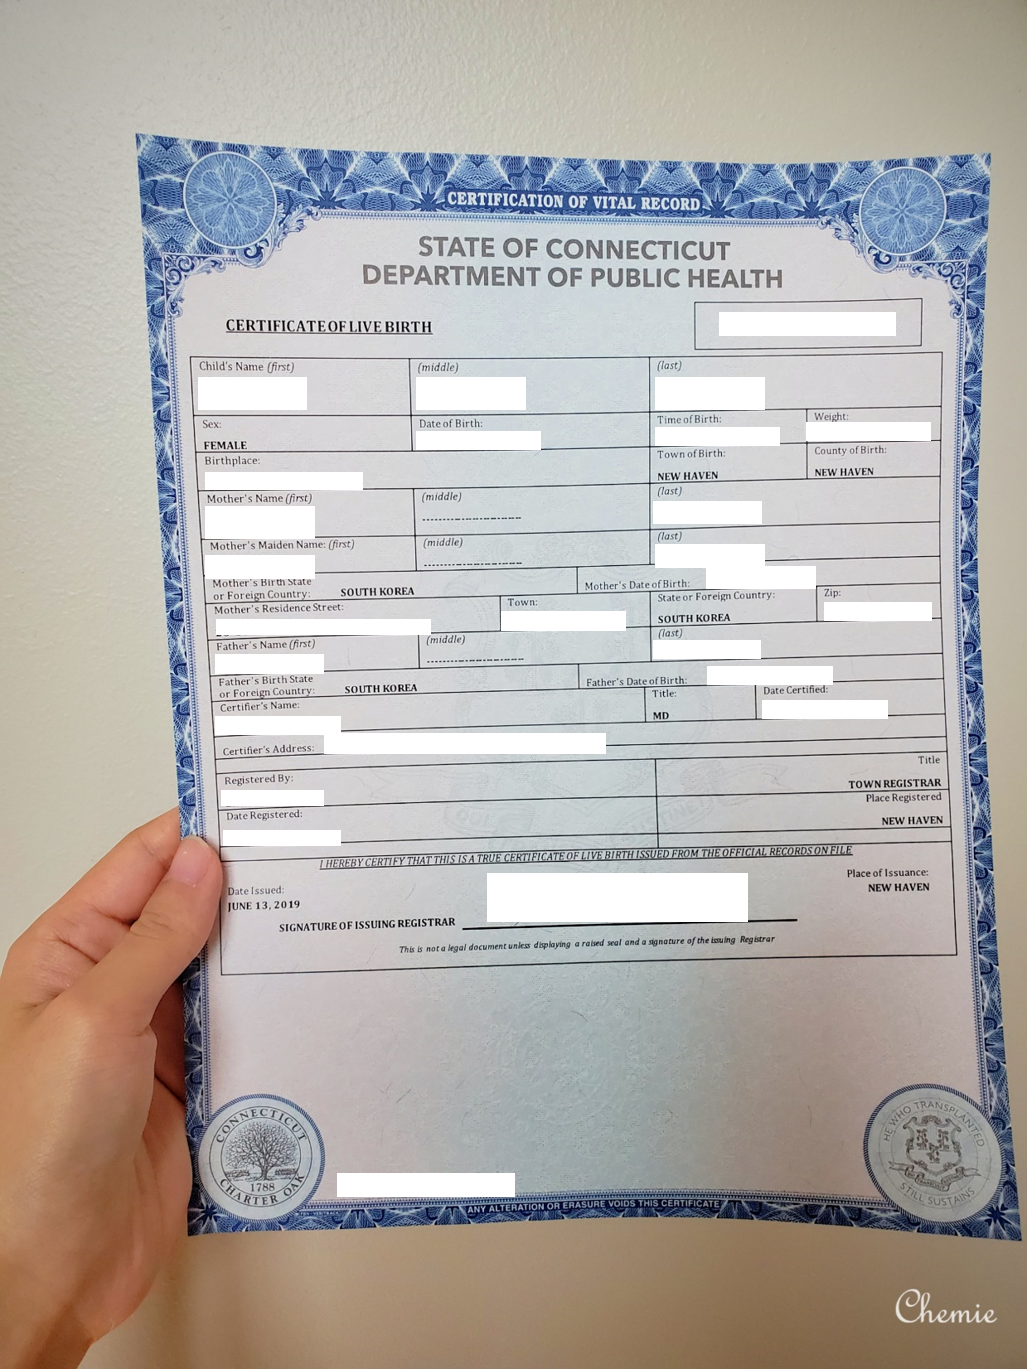 CERTIFICATION OF VITAL RECORD
STATE OF CONNECTICUT
DEPARTMENT OF PUBLIC HEALTH
CERTIFICATE OF LIVE BIRTH
Child's Name (first) (middle) (last)
Sex: Date of Birth: Time of Birth: Weight:
FEMALE
Birthplace: Town of Birth: County of Birth:
NEW HAVEN NEW HAVEN
Mother's Name (first) (middle) (last)
Mother's Maiden Name: (first) (middle) (last)
Mother's Birth State
or Foreign Country: SOUTH KOREA Mother's Date of Birth:
Mother's Residence Street: Town: State or Foreign Country: Zip:
SOUTH KOREA
Father's Name (first) (middle) (last)
Father's Birth State
or Foreign Country: SOUTH KOREA Father's Date of Birth:
Certifier's Name: Title: Date Certified:
MD
Certifier's Address:
Registered By: Title
TOWN REGISTRAR
Date Registered: Place Registered
NEW HAVEN
I HEREBY CERTIFY THAT THIS IS A TRUE CERTIFICATE OF LIVE BIRTH ISSUED FROM THE OFFICIAL RECORDS ON FILE
Date Issued: Place of Issuance:
JUNE 13, 2019 NEW HAVEN
SIGNATURE OF ISSUING REGISTRAR
This is not a legal document unless displaying a raised seal and a signature of the issuing Registrar
CONNECTICUT
1788
CHARTER OAK
HE WHO TRANSPLANTED
STILL SUSTAINS
ANY ALTERATION OR ERASURE VOIDS THIS CERTIFICATE
Chemie